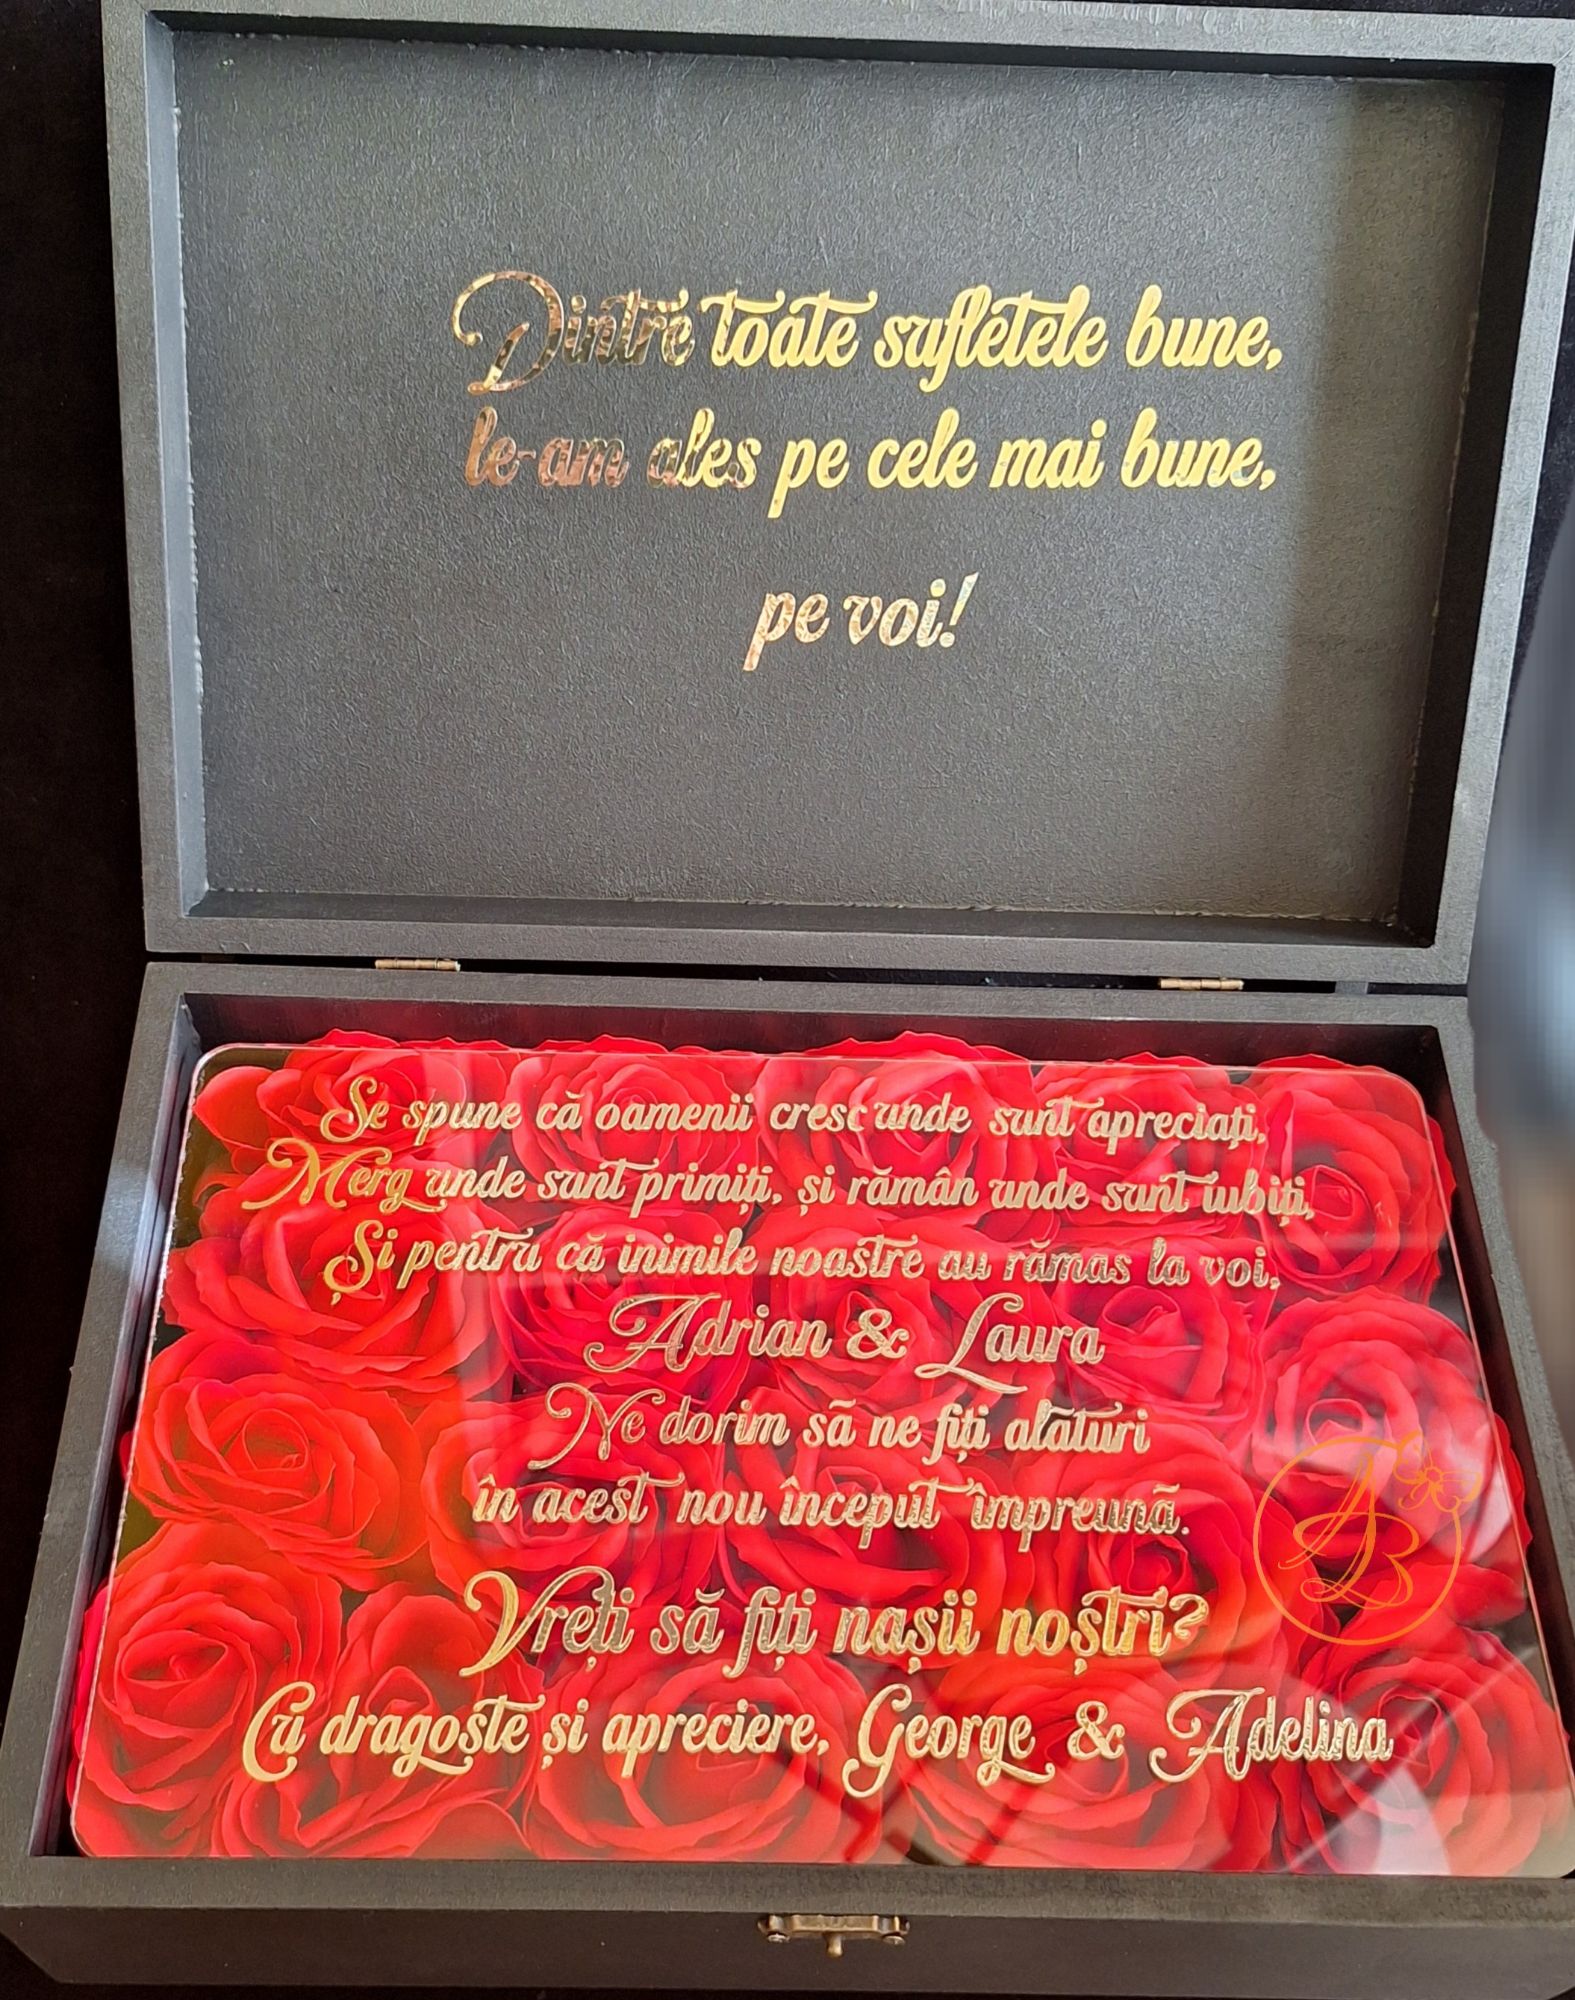 Dintre toate sufletele bune,
le-am ales pe cele mai bune,
pe voi!
Se spune că oamenii cresc unde sunt apreciați,
Merg unde sunt primiți, și rămân unde sunt iubiți,
Și pentru că inimile noastre au rămas la voi,
Adrian & Laura
Ne dorim să ne fiți alături
în acest nou început împreună.
Vreți să fiți nașii noștri?
Cu dragoste și apreciere, George & Adelina
AB